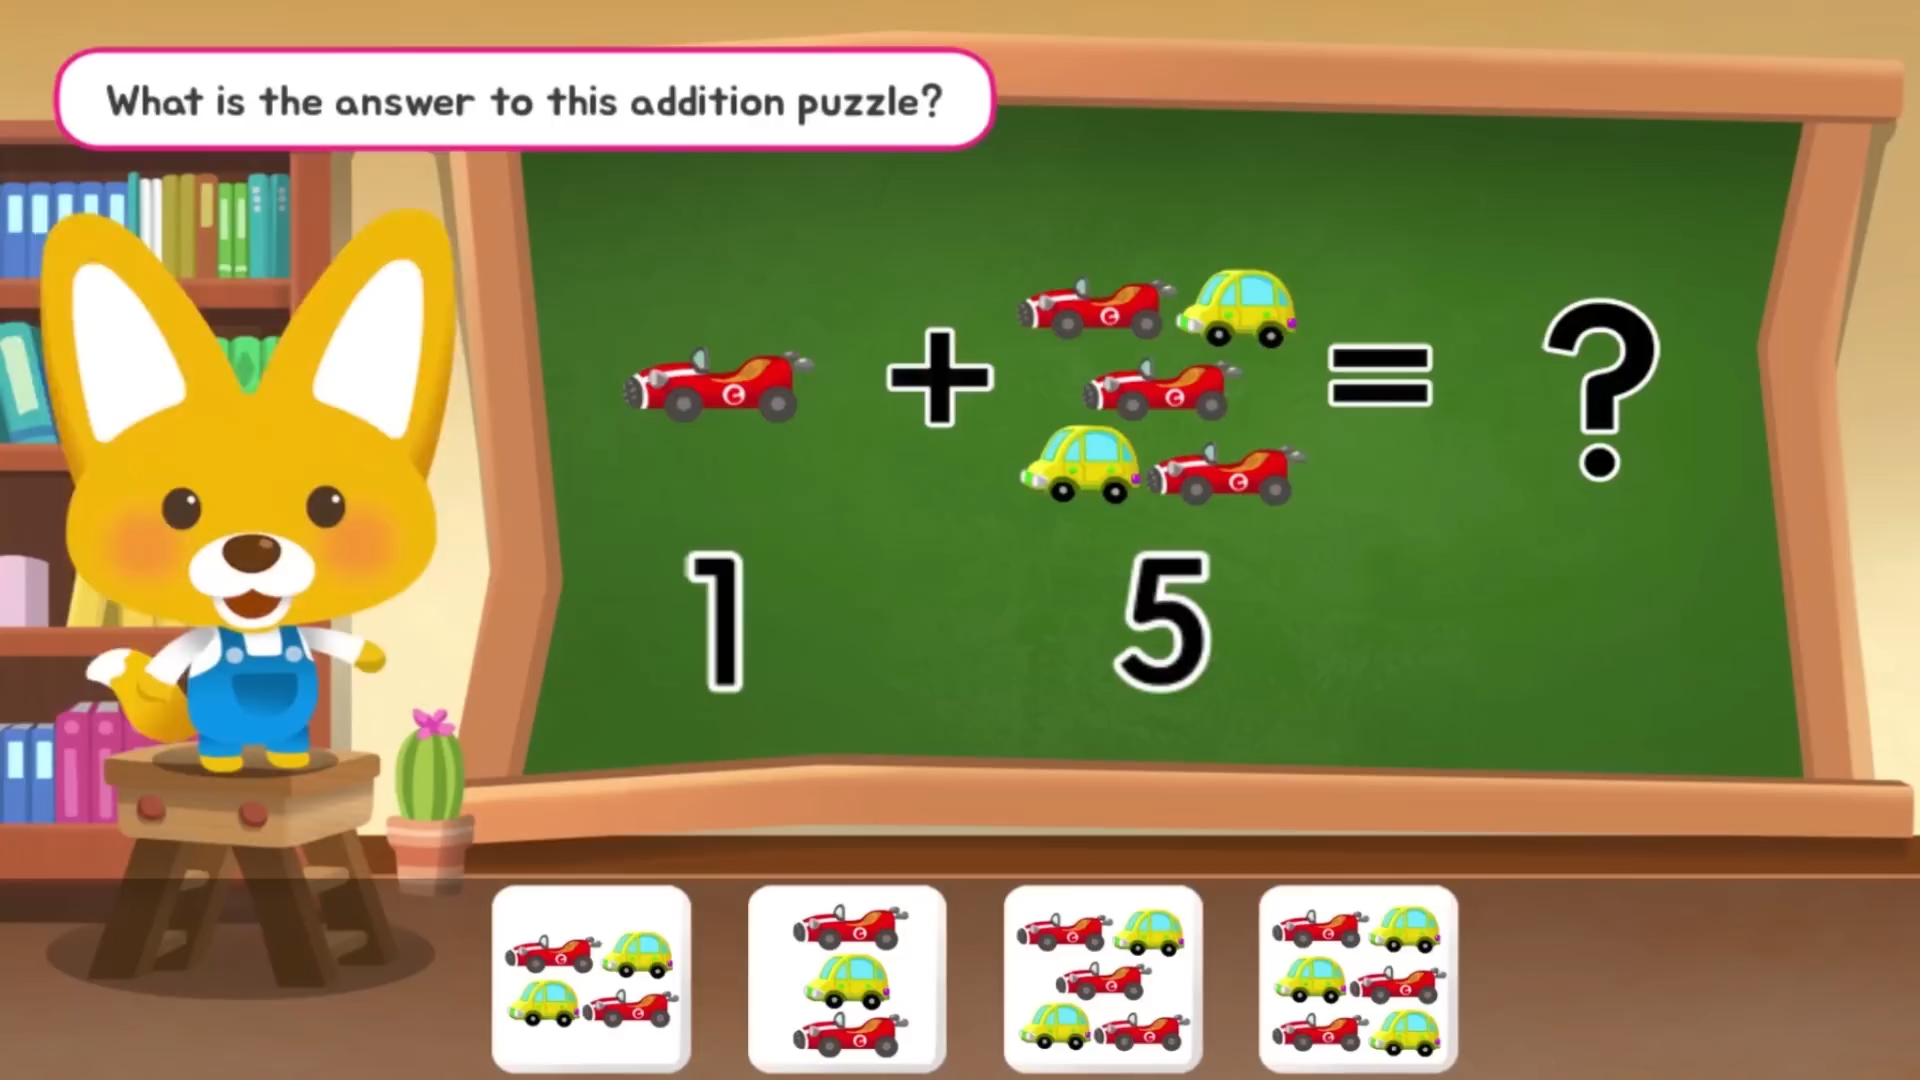 What is the answer to this addition puzzle?
+ = ?
1 5